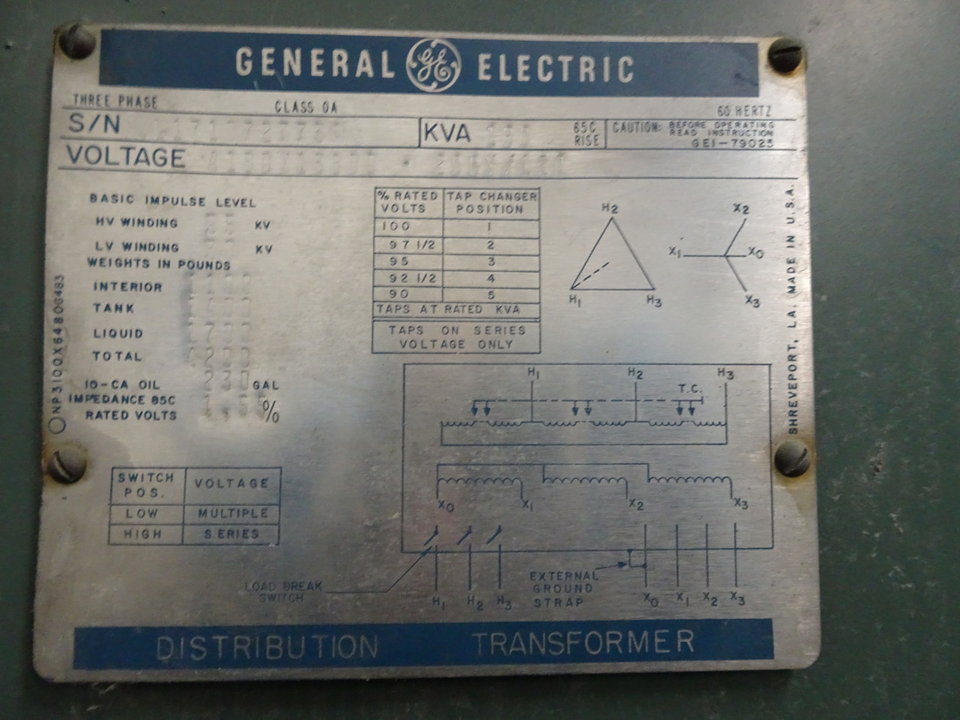 GENERAL GE ELECTRIC
THREE PHASE CLASS OA 60 HERTZ
S/N KVA 65C RISE CAUTION: BEFORE OPERATING READ INSTRUCTION GEI-79025
VOLTAGE
BASIC IMPULSE LEVEL
HV WINDING KV
LV WINDING KV
WEIGHTS IN POUNDS
INTERIOR
TANK
LIQUID
TOTAL
10-CA OIL GAL
IMPEDANCE 85C
RATED VOLTS %
NP3100X6480G483
% RATED VOLTS TAP CHANGER POSITION
100 1
97 1/2 2
95 3
92 1/2 4
90 5
TAPS AT RATED KVA
TAPS ON SERIES
VOLTAGE ONLY
H2
H1 H3
X2
X1 X0
X3
SHREVEPORT, LA. MADE IN U.S.A.
H1 H2 H3
T.C.
X0 X1 X2 X3
SWITCH POS. VOLTAGE
LOW MULTIPLE
HIGH SERIES
LOAD BREAK
SWITCH
H1 H2 H3
EXTERNAL
GROUND
STRAP
X0 X1 X2 X3
DISTRIBUTION TRANSFORMER